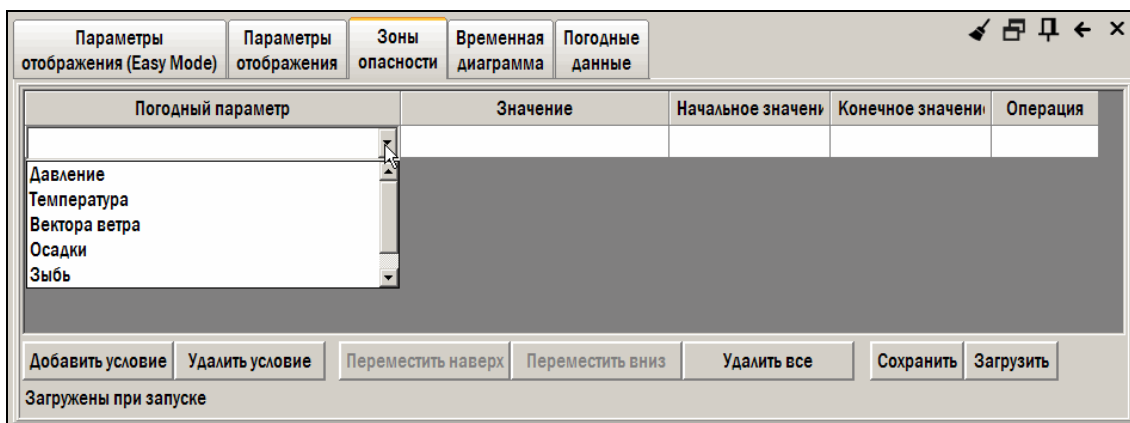 Параметры
отображения (Easy Mode)
Параметры
отображения
Зоны
опасности
Временная
диаграмма
Погодные
данные
Погодный параметр Значение Начальное значени Конечное значени Операция
Давление
Температура
Вектора ветра
Осадки
Зыбь
Добавить условие Удалить условие Переместить наверх Переместить вниз Удалить все Сохранить Загрузить
Загружены при запуске